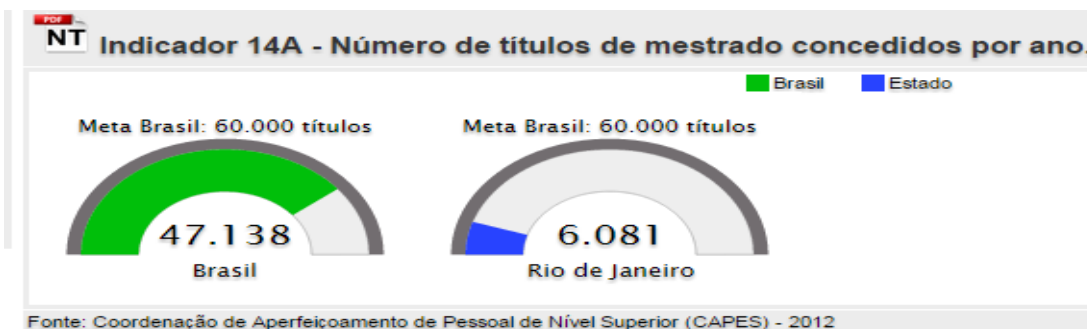 PDF
NT Indicador 14A - Número de títulos de mestrado concedidos por ano.
Brasil Estado
Meta Brasil: 60.000 títulos Meta Brasil: 60.000 títulos
47.138 6.081
Brasil Rio de Janeiro
Fonte: Coordenação de Aperfeiçoamento de Pessoal de Nível Superior (CAPES) - 2012